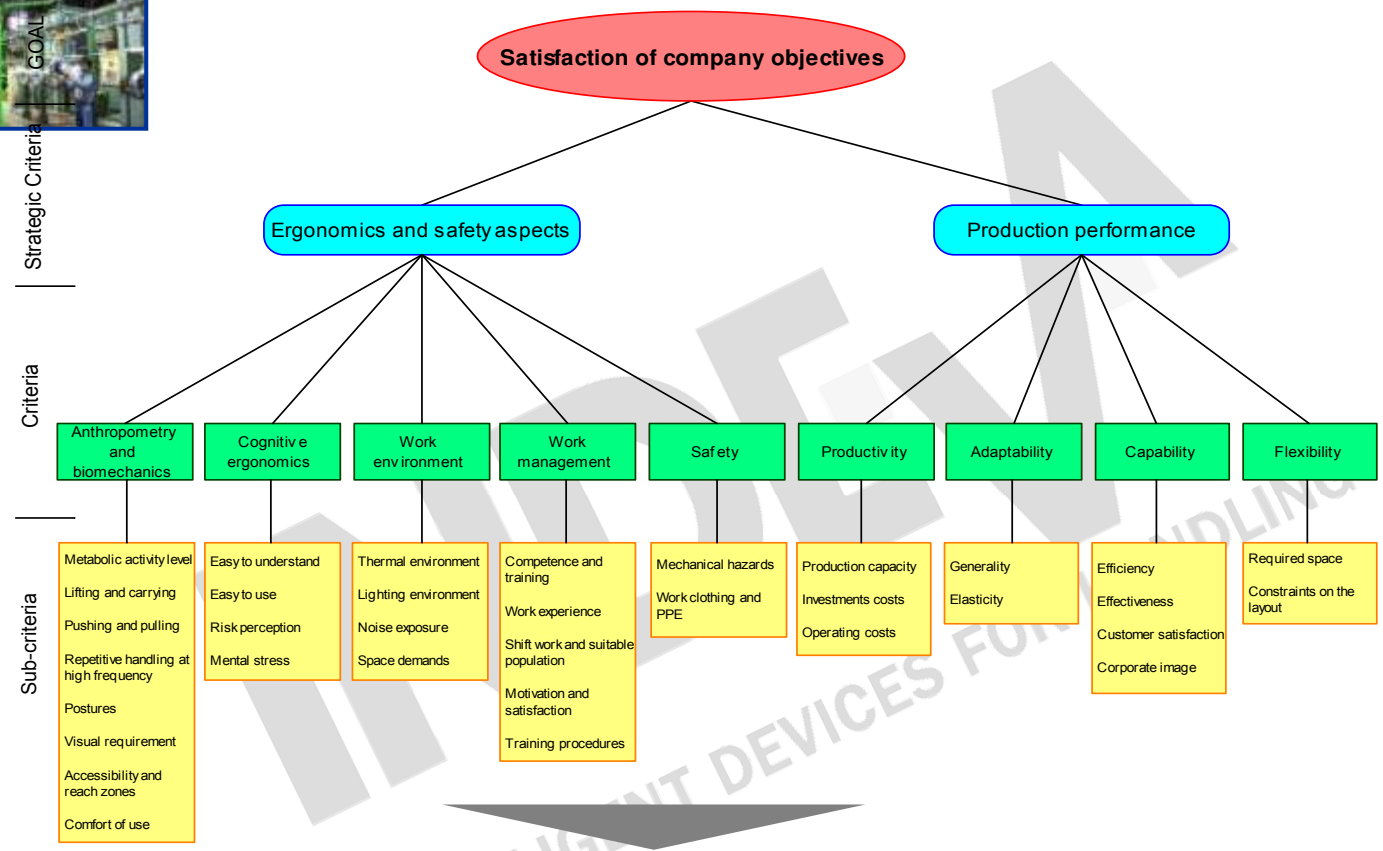 GOAL
Satisfaction of company objectives
Strategic Criteria
Ergonomics and safety aspects
Production performance
Criteria
Anthropometry
and
biomechanics
Cognitive
ergonomics
Work
environment
Work
management
Safety
Productivity
Adaptability
Capability
Flexibility
Sub-criteria
Metabolic activity level
Lifting and carrying
Pushing and pulling
Repetitive handling at
high frequency
Postures
Visual requirement
Accessibility and
reach zones
Comfort of use
Easy to understand
Easy to use
Risk perception
Mental stress
Thermal environment
Lighting environment
Noise exposure
Space demands
Competence and
training
Work experience
Shift work and suitable
population
Motivation and
satisfaction
Training procedures
Mechanical hazards
Work clothing and
PPE
Production capacity
Investments costs
Operating costs
Generality
Elasticity
Efficiency
Effectiveness
Customer satisfaction
Corporate image
Required space
Constraints on the
layout
INDEVA
DEVICES